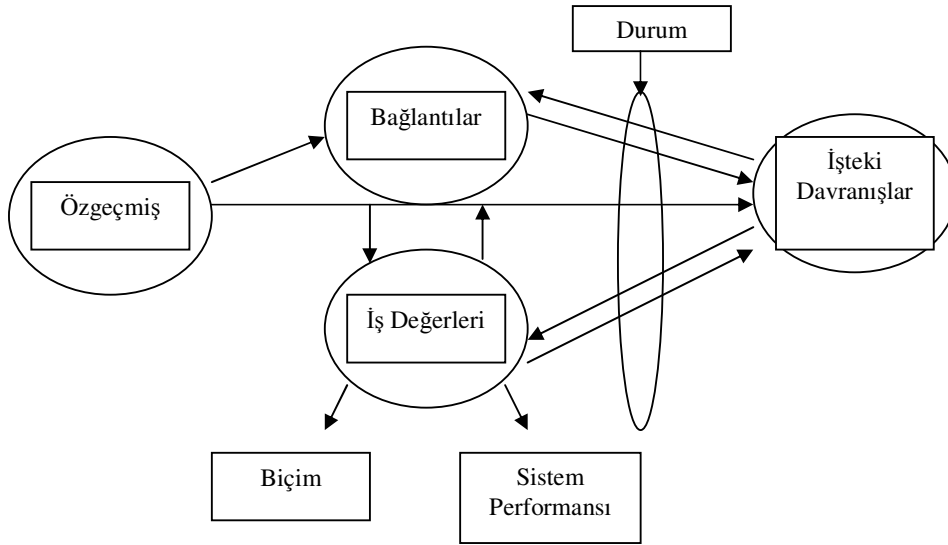 Durum
Bağlantılar
İşteki
Davranışlar
Özgeçmiş
İş Değerleri
Biçim
Sistem
Performansı